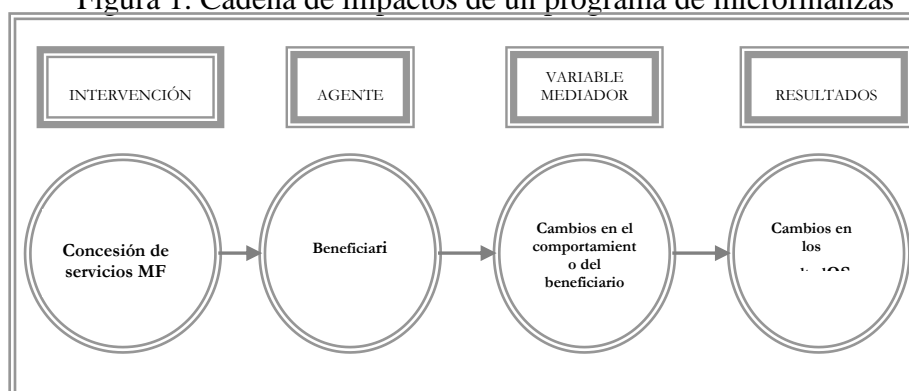 Figura 1. Cadena de impactos de un programa de microfinanzas
INTERVENCIÓN
AGENTE
VARIABLE
MEDIADOR
RESULTADOS
Concesión de
servicios MF
Beneficiari
Cambios en el
comportamient
o del
beneficiario
Cambios en
los